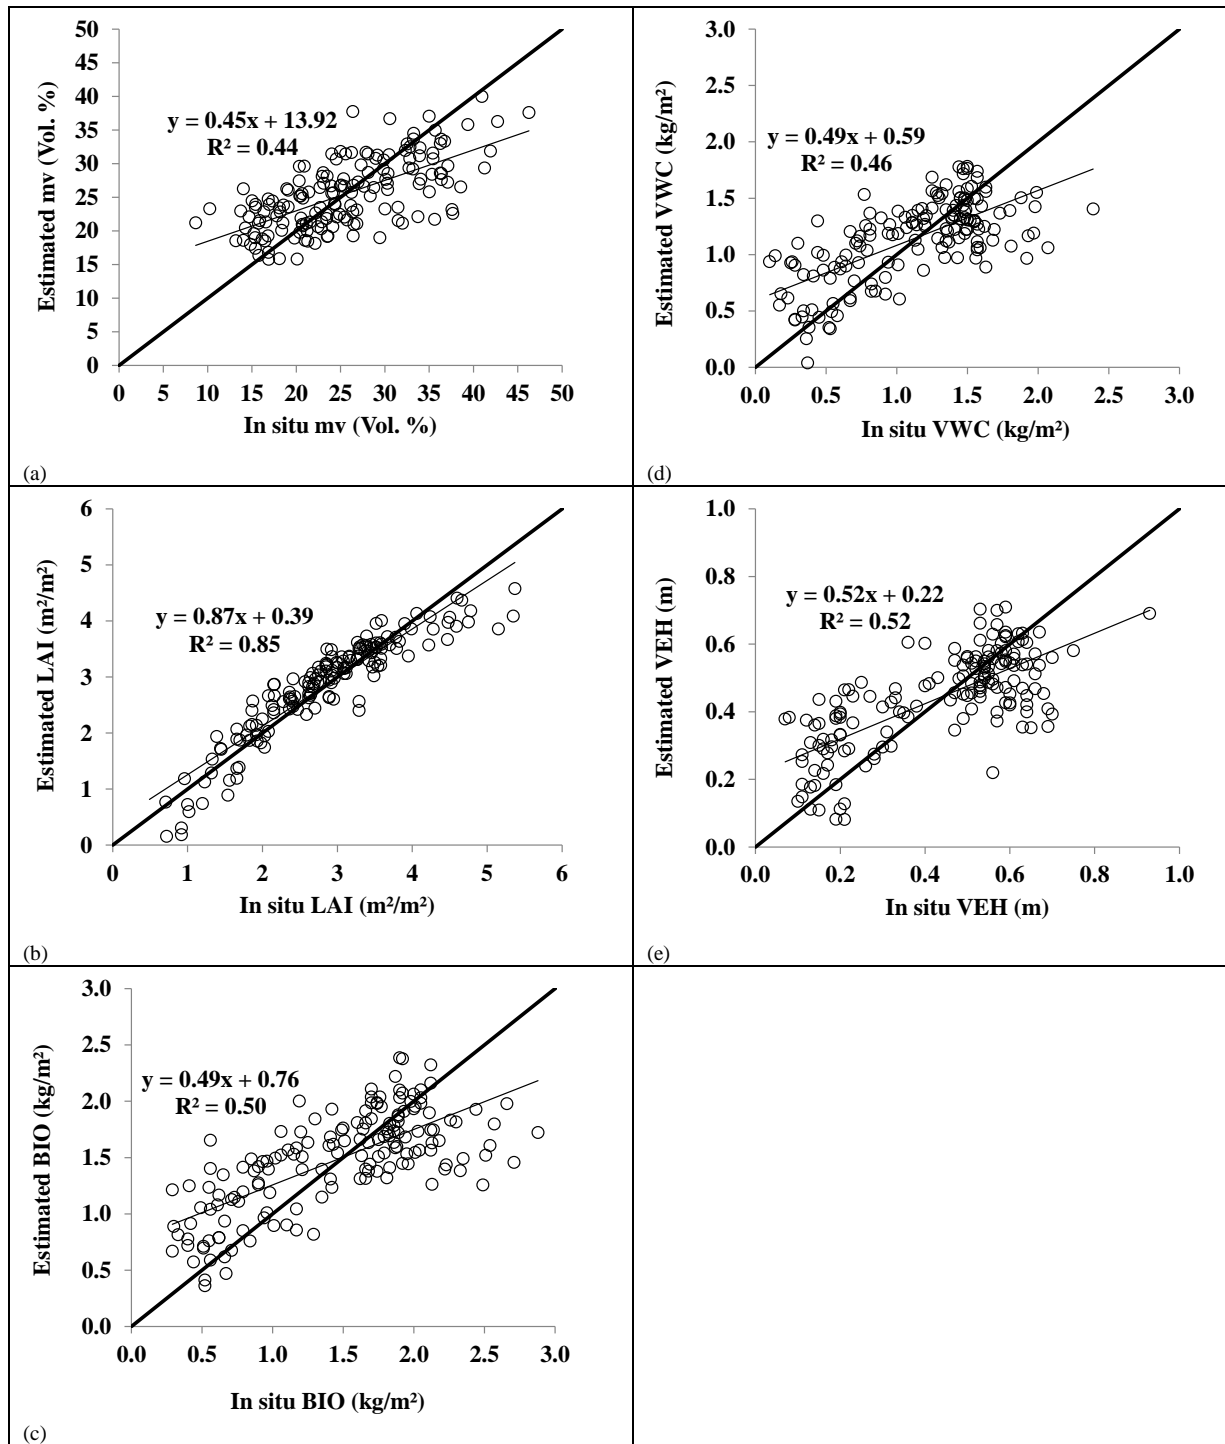 50
45
40
35
30
25
20
15
10
5
0
Estimated mv (Vol. %)
y = 0.45x + 13.92
R² = 0.44
0 5 10 15 20 25 30 35 40 45 50
In situ mv (Vol. %)
(a)
3.0
2.5
2.0
1.5
1.0
0.5
0.0
Estimated VWC (kg/m²)
y = 0.49x + 0.59
R² = 0.46
0.0 0.5 1.0 1.5 2.0 2.5 3.0
In situ VWC (kg/m²)
(d)
6
5
4
3
2
1
0
Estimated LAI (m²/m²)
y = 0.87x + 0.39
R² = 0.85
0 1 2 3 4 5 6
In situ LAI (m²/m²)
(b)
1.0
0.8
0.6
0.4
0.2
0.0
Estimated VEH (m)
y = 0.52x + 0.22
R² = 0.52
0.0 0.2 0.4 0.6 0.8 1.0
In situ VEH (m)
(e)
3.0
2.5
2.0
1.5
1.0
0.5
0.0
Estimated BIO (kg/m²)
y = 0.49x + 0.76
R² = 0.50
0.0 0.5 1.0 1.5 2.0 2.5 3.0
In situ BIO (kg/m²)
(c)